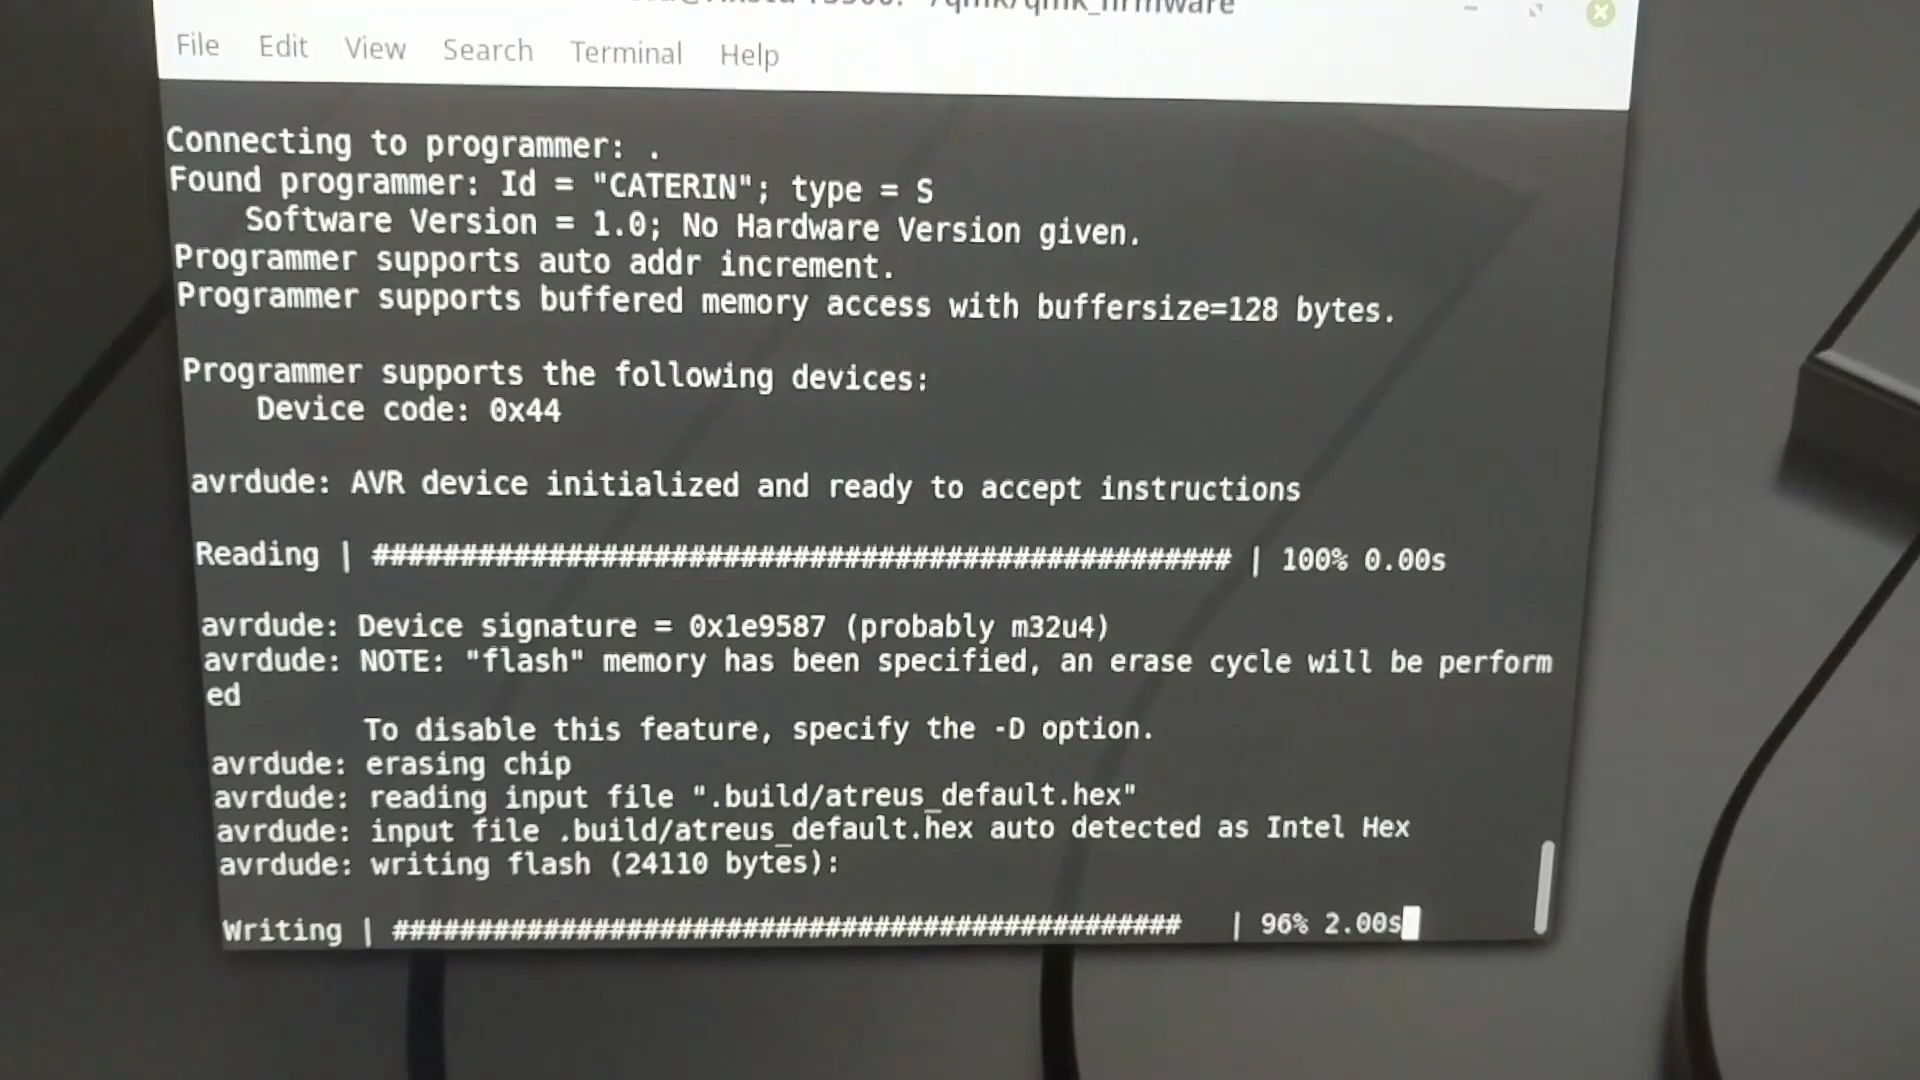 File Edit View Search Terminal Help
Connecting to programmer: .
Found programmer: Id = "CATERIN"; type = S
Software Version = 1.0; No Hardware Version given.
Programmer supports auto addr increment.
Programmer supports buffered memory access with buffersize=128 bytes.
Programmer supports the following devices:
Device code: 0x44
avrdude: AVR device initialized and ready to accept instructions
Reading | ################################################## | 100% 0.00s
avrdude: Device signature = 0x1e9587 (probably m32u4)
avrdude: NOTE: "flash" memory has been specified, an erase cycle will be perform
ed
To disable this feature, specify the -D option.
avrdude: erasing chip
avrdude: reading input file ".build/atreus_default.hex"
avrdude: input file .build/atreus_default.hex auto detected as Intel Hex
avrdude: writing flash (24110 bytes):
Writing | ################################################ | 96% 2.00s